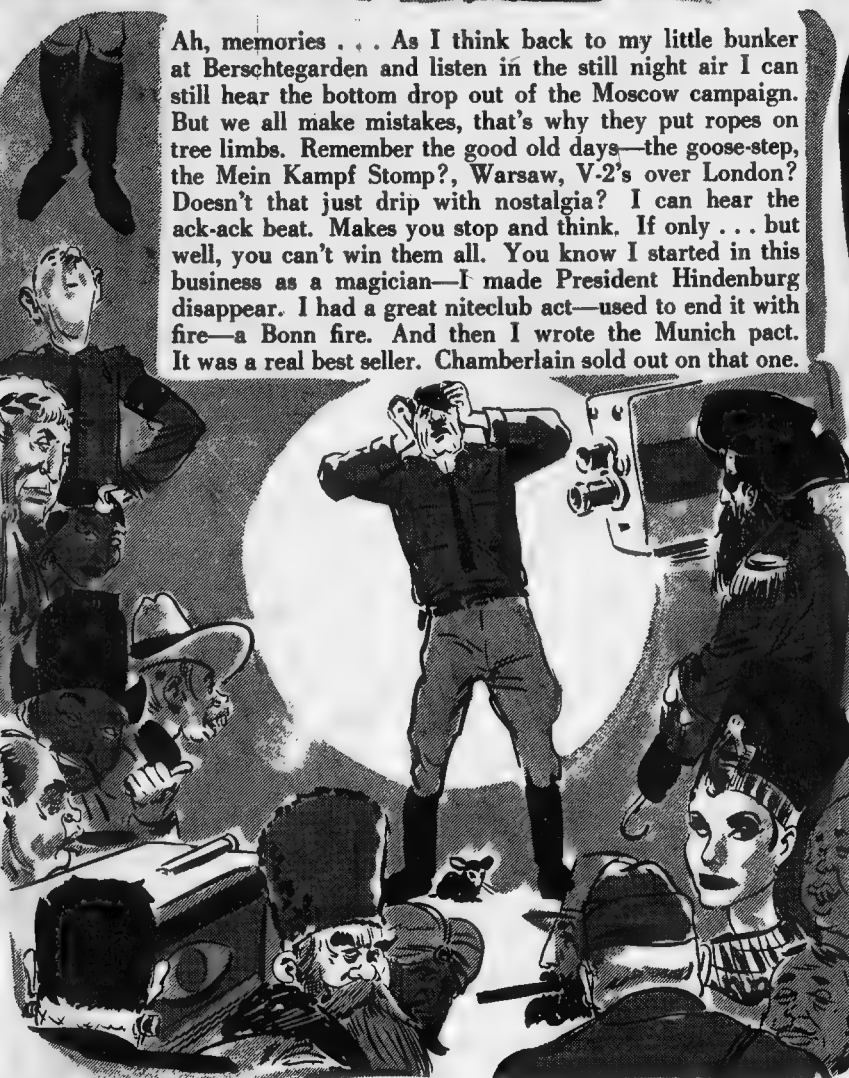 Ah, memories . . . As I think back to my little bunker
at Berschtegarden and listen in the still night air I can
still hear the bottom drop out of the Moscow campaign.
But we all make mistakes, that's why they put ropes on
tree limbs. Remember the good old days—the goose-step,
the Mein Kampf Stomp?, Warsaw, V-2's over London?
Doesn't that just drip with nostalgia? I can hear the
ack-ack beat. Makes you stop and think. If only . . . but
well, you can't win them all. You know I started in this
business as a magician—I made President Hindenburg
disappear. I had a great niteclub act—used to end it with
fire—a Bonn fire. And then I wrote the Munich pact.
It was a real best seller. Chamberlain sold out on that one.